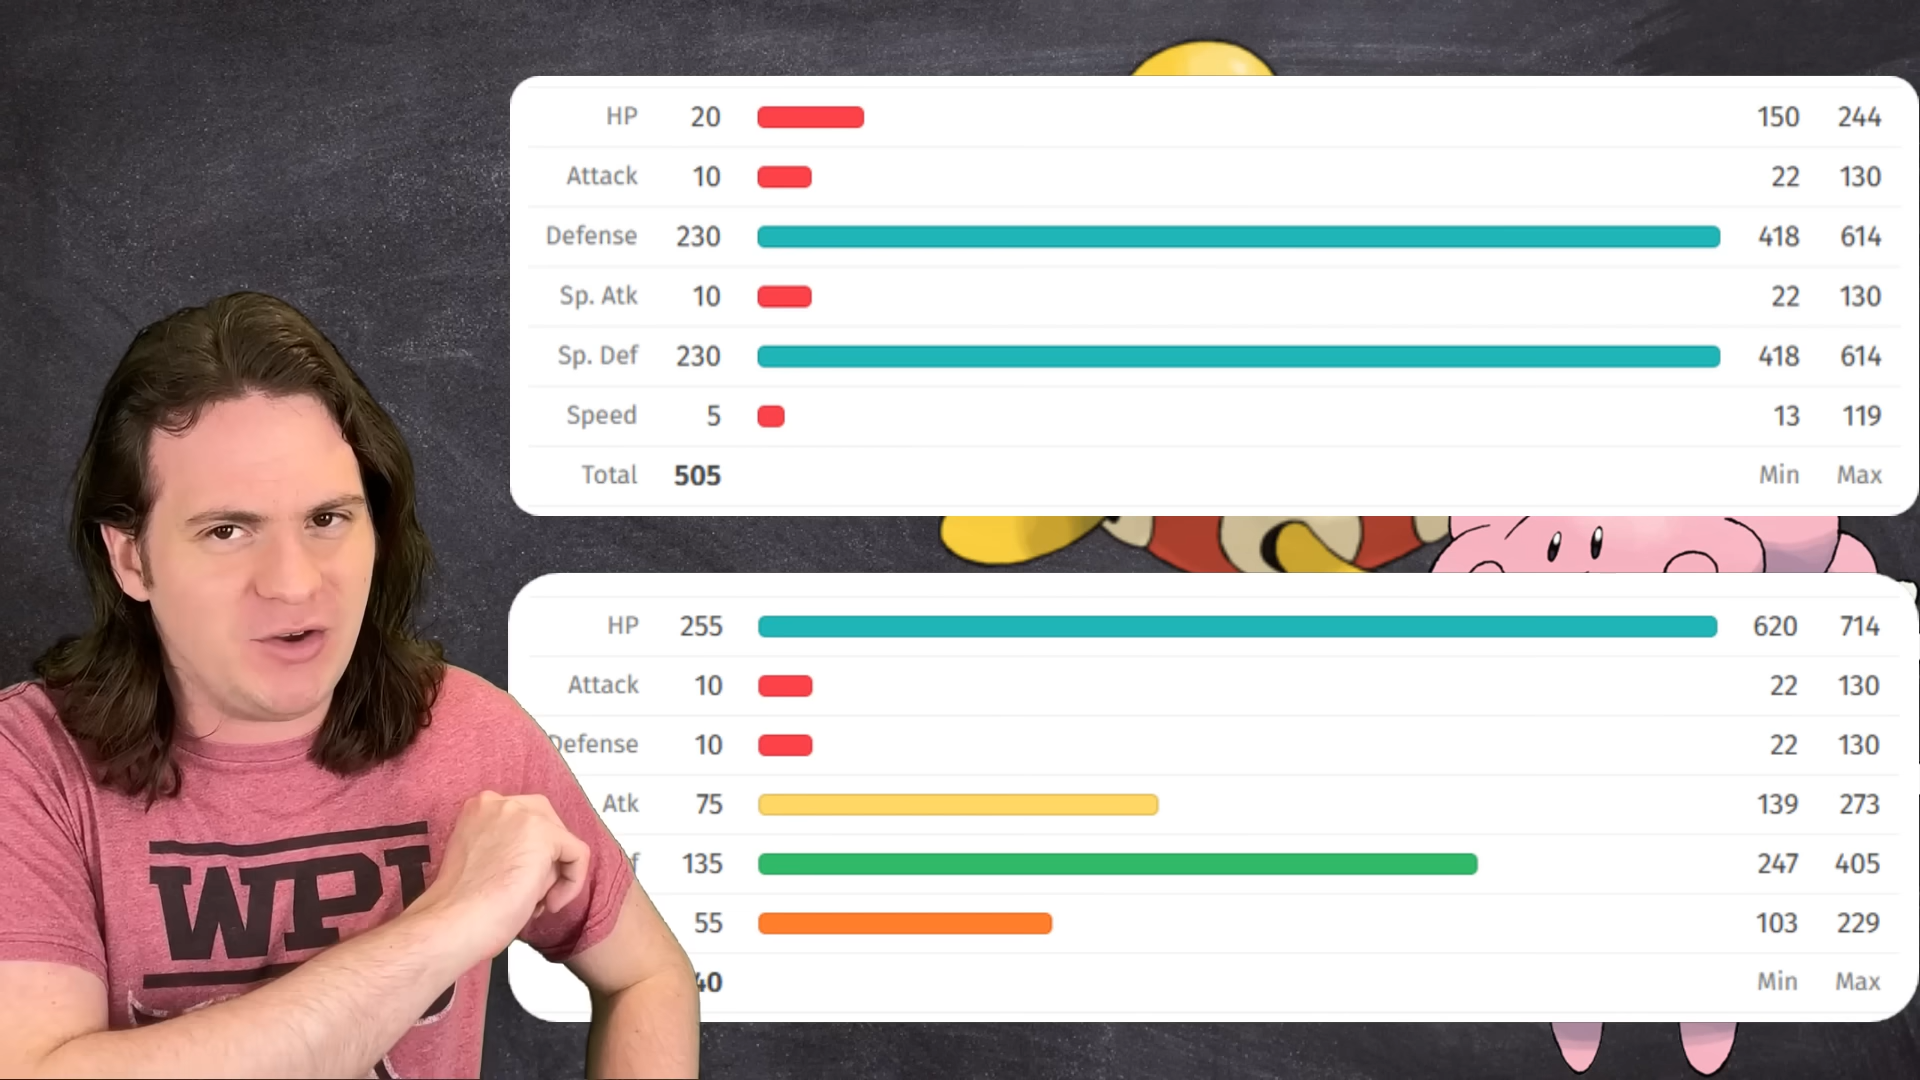 HP 20 150 244
Attack 10 22 130
Defense 230 418 614
Sp. Atk 10 22 130
Sp. Def 230 418 614
Speed 5 13 119
Total 505 Min Max
HP 255 620 714
Attack 10 22 130
Defense 10 22 130
Atk 75 139 273
f 135 247 405
55 103 229
40 Min Max
WPI